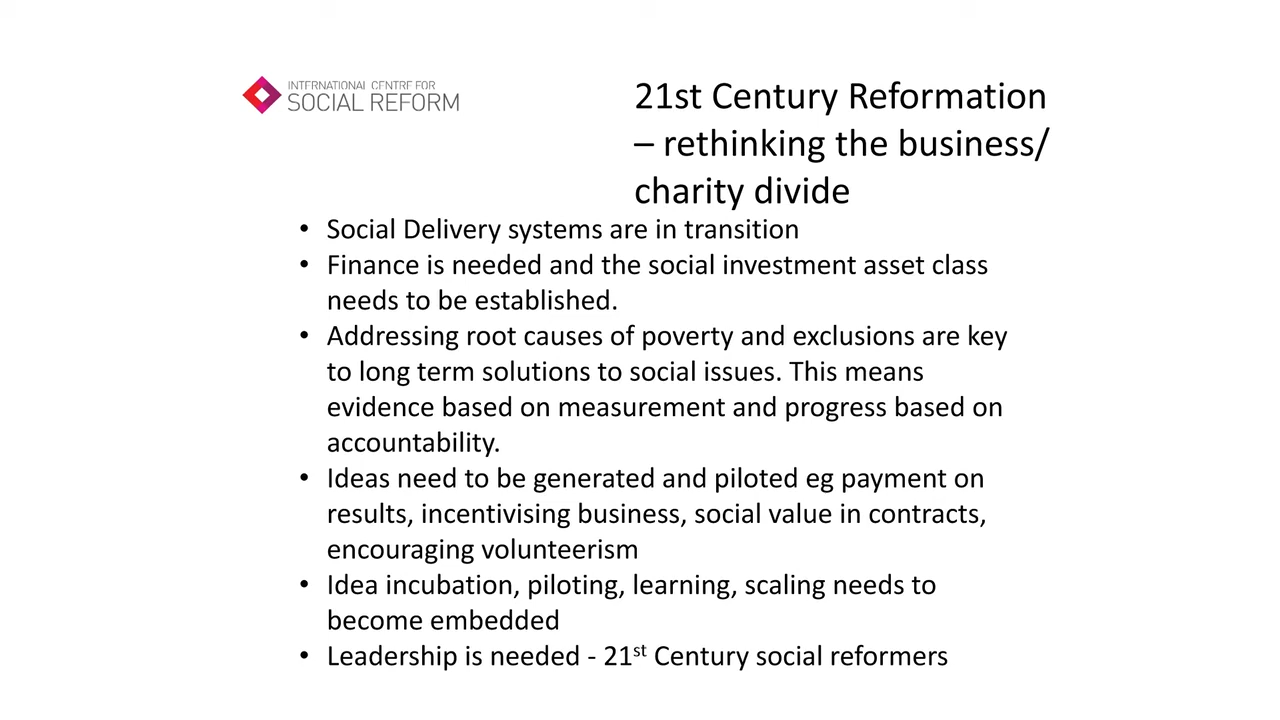 INTERNATIONAL CENTRE FOR
SOCIAL REFORM
21st Century Reformation
– rethinking the business/
charity divide
• Social Delivery systems are in transition
• Finance is needed and the social investment asset class
needs to be established.
• Addressing root causes of poverty and exclusions are key
to long term solutions to social issues. This means
evidence based on measurement and progress based on
accountability.
• Ideas need to be generated and piloted eg payment on
results, incentivising business, social value in contracts,
encouraging volunteerism
• Idea incubation, piloting, learning, scaling needs to
become embedded
• Leadership is needed - 21st Century social reformers